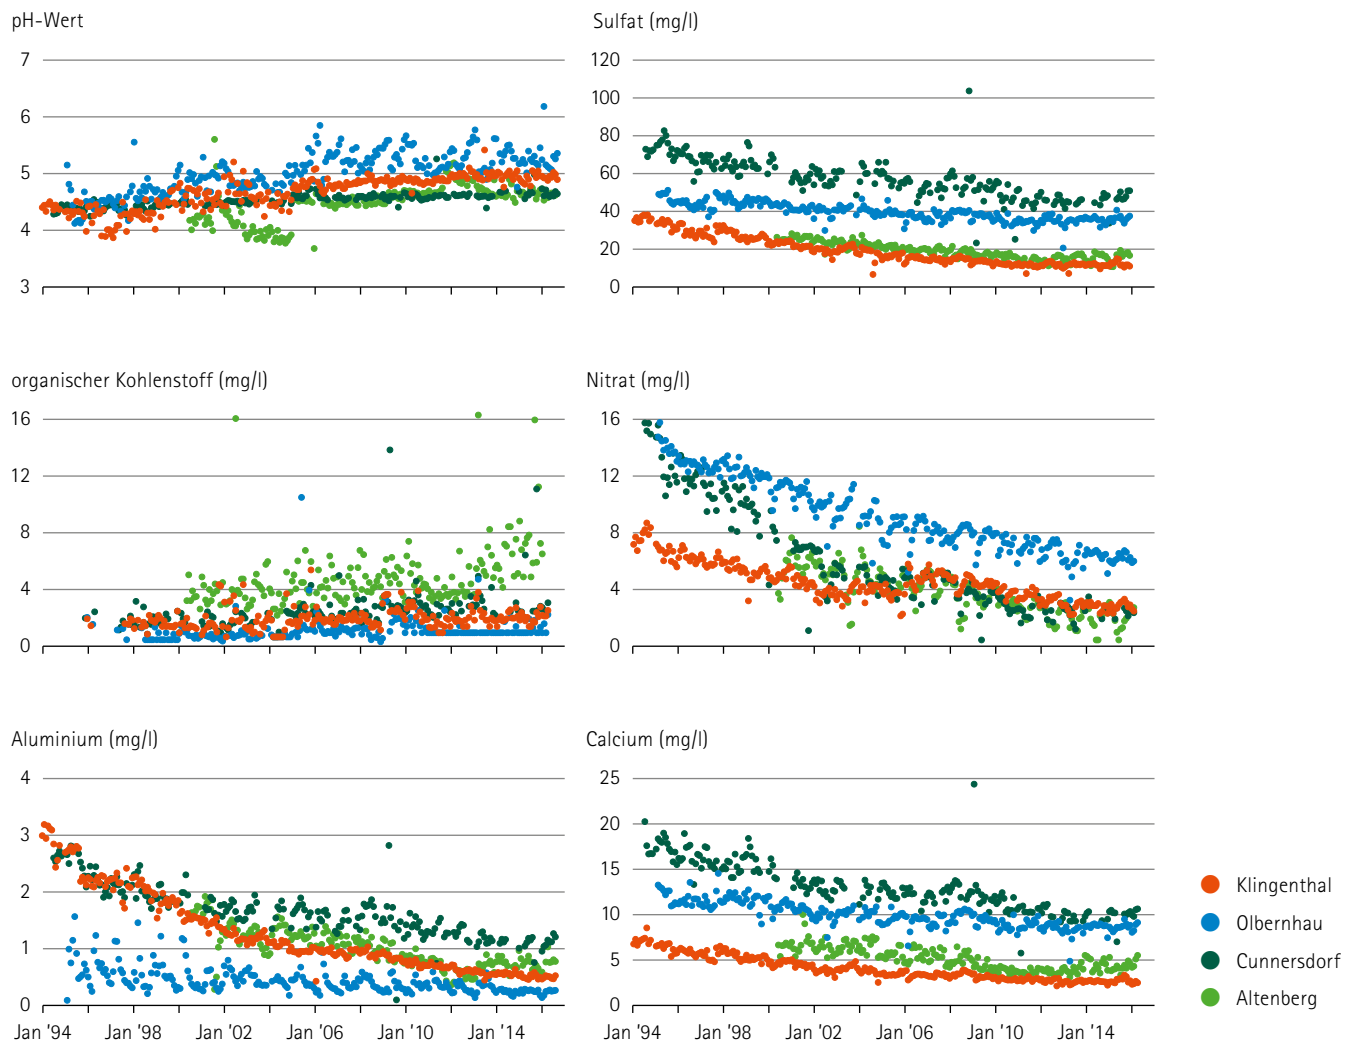 pH-Wert
7
6
5
4
3
Sulfat (mg/l)
120
100
80
60
40
20
0
organischer Kohlenstoff (mg/l)
16
12
8
4
0
Nitrat (mg/l)
16
12
8
4
0
Aluminium (mg/l)
4
3
2
1
0
Jan '94 Jan '98 Jan '02 Jan '06 Jan '10 Jan '14
Calcium (mg/l)
25
20
15
10
5
0
Jan '94 Jan '98 Jan '02 Jan '06 Jan '10 Jan '14
Klingenthal
Olbernhau
Cunnersdorf
Altenberg